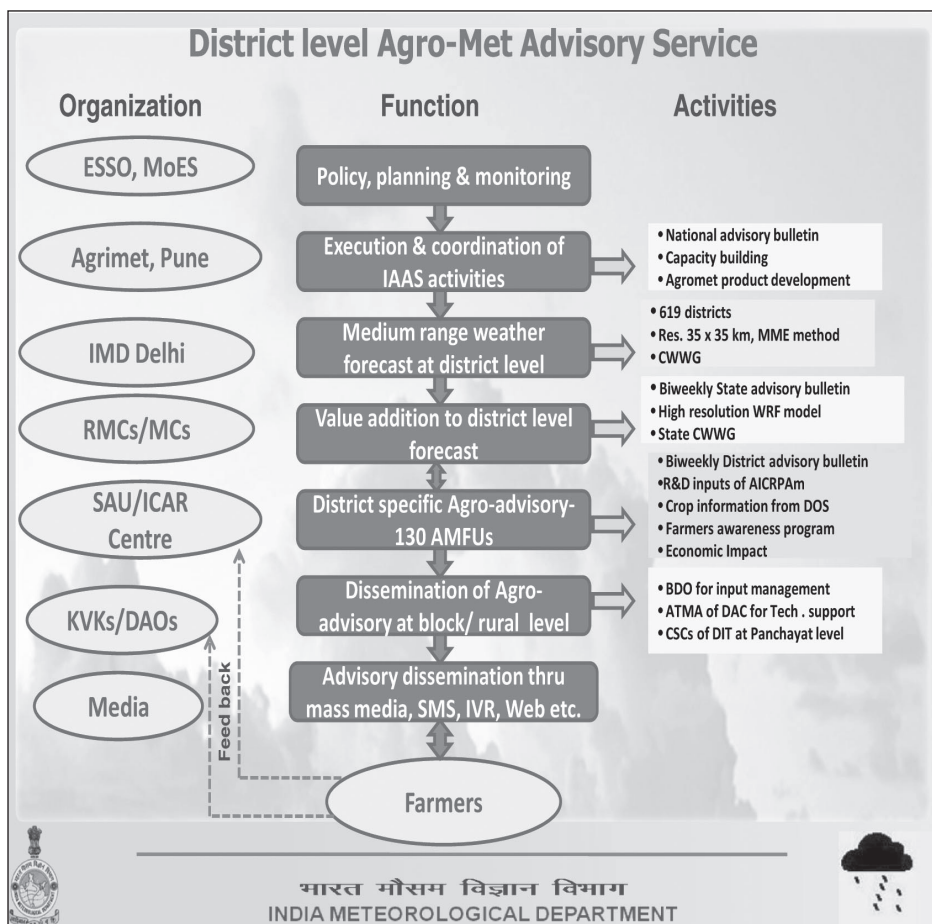 District level Agro-Met Advisory Service
Organization
Function
Activities
ESSO, MoES
Policy, planning & monitoring
Agrimet, Pune
Execution & coordination of
IAAS activities
• National advisory bulletin
• Capacity building
• Agromet product development
IMD Delhi
Medium range weather
forecast at district level
• 619 districts
• Res. 35 x 35 km, MME method
• CWWG
RMCs/MCs
Value addition to district level
forecast
• Biweekly State advisory bulletin
• High resolution WRF model
• State CWWG
SAU/ICAR
Centre
District specific Agro-advisory-
130 AMFUs
• Biweekly District advisory bulletin
•R&D inputs of AICRPAm
• Crop information from DOS
• Farmers awareness program
• Economic Impact
KVKs/DAOs
Dissemination of Agro-
advisory at block/ rural level
• BDO for input management
• ATMA of DAC for Tech . support
• CSCs of DIT at Panchayat level
Media
Advisory dissemination thru
mass media, SMS, IVR, Web etc.
Feed back
Farmers
भारत मौसम विज्ञान विभाग
INDIA METEOROLOGICAL DEPARTMENT